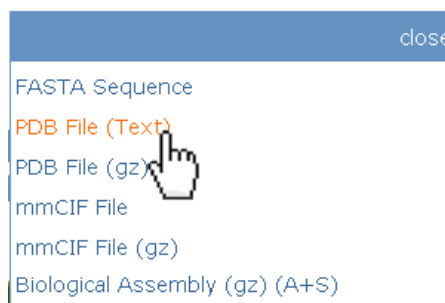 close
FASTA Sequence
PDB File (Text)
PDB File (gz)
mmCIF File
mmCIF File (gz)
Biological Assembly (gz) (A+S)